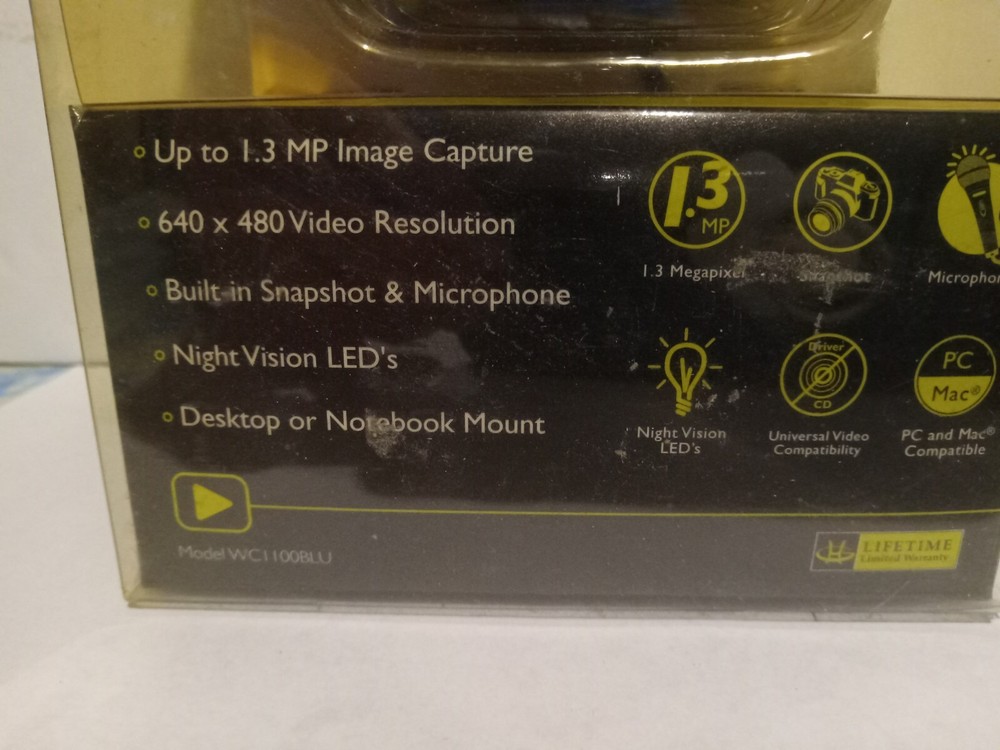 Up to 1.3 MP Image Capture
640 x 480 Video Resolution
Built-in Snapshot & Microphone
Night Vision LED's
Desktop or Notebook Mount
Model WC1100BLU
1.3
MP
1.3 Megapixel
Snapshot
Microphon
Night Vision
LED's
Driver
CD
Universal Video
Compatibility
PC
Mac®
PC and Mac®
Compatible
LIFETIME
Limited Warranty